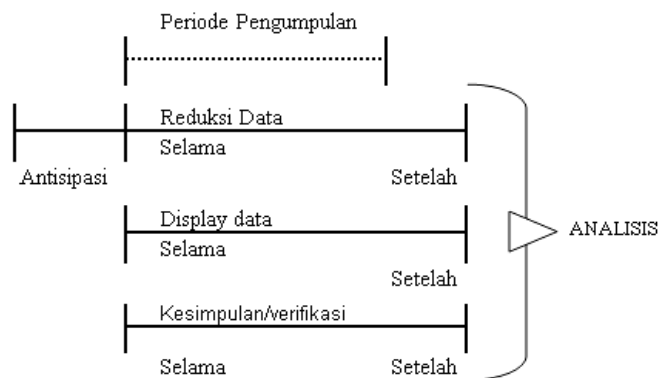 Periode Pengumpulan
Reduksi Data
Selama
Antisipasi
Setelah
Display data
Selama
Setelah
ANALISIS
Kesimpulan/verifikasi
Selama
Setelah